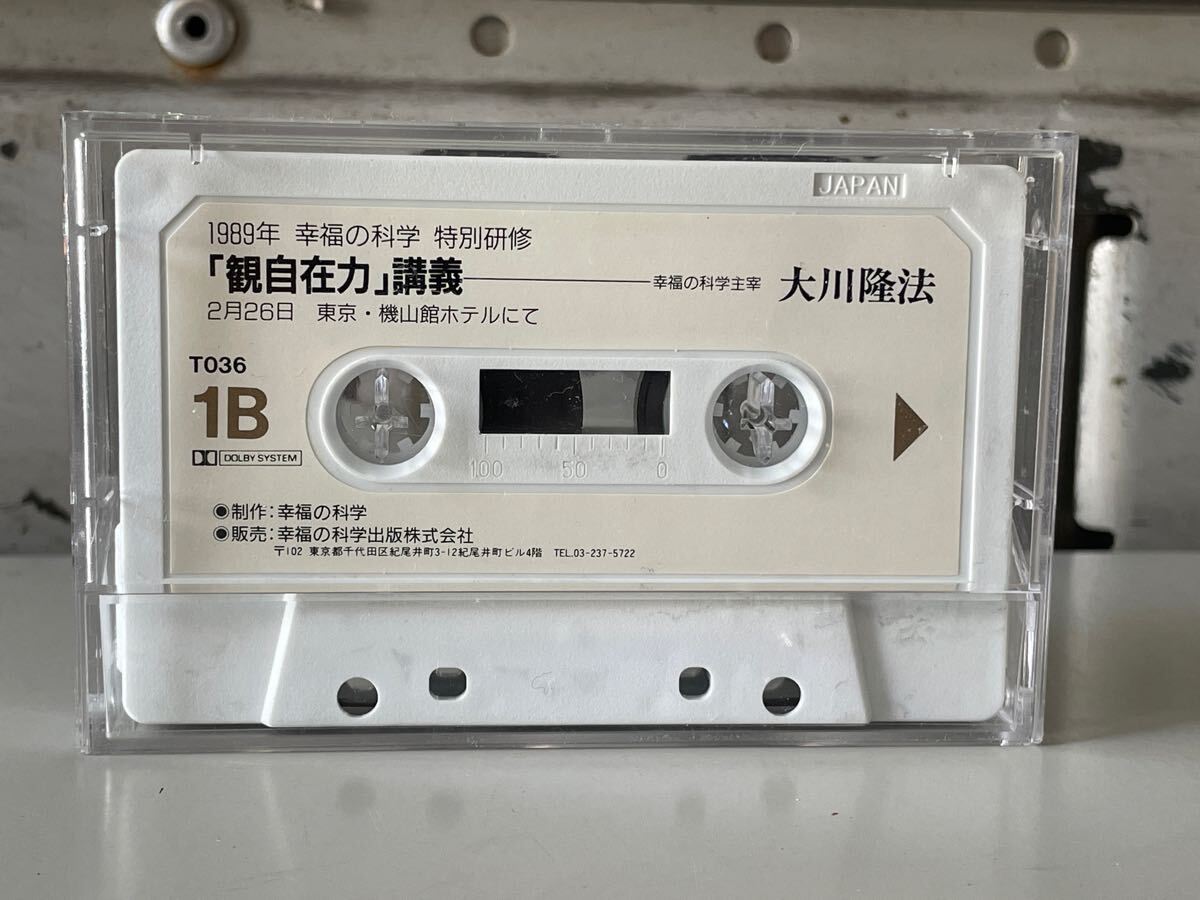 JAPAN
1989年 幸福の科学 特別研修
「観自在力」講義 幸福の科学主宰 大川隆法
2月26日 東京・機山館ホテルにて
T036
1B
DOLBY SYSTEM
100 50 0
◉制作：幸福の科学
◉販売：幸福の科学出版株式会社
〒102 東京都千代田区紀尾井町3-12紀尾井町ビル4階 TEL.03-237-5722